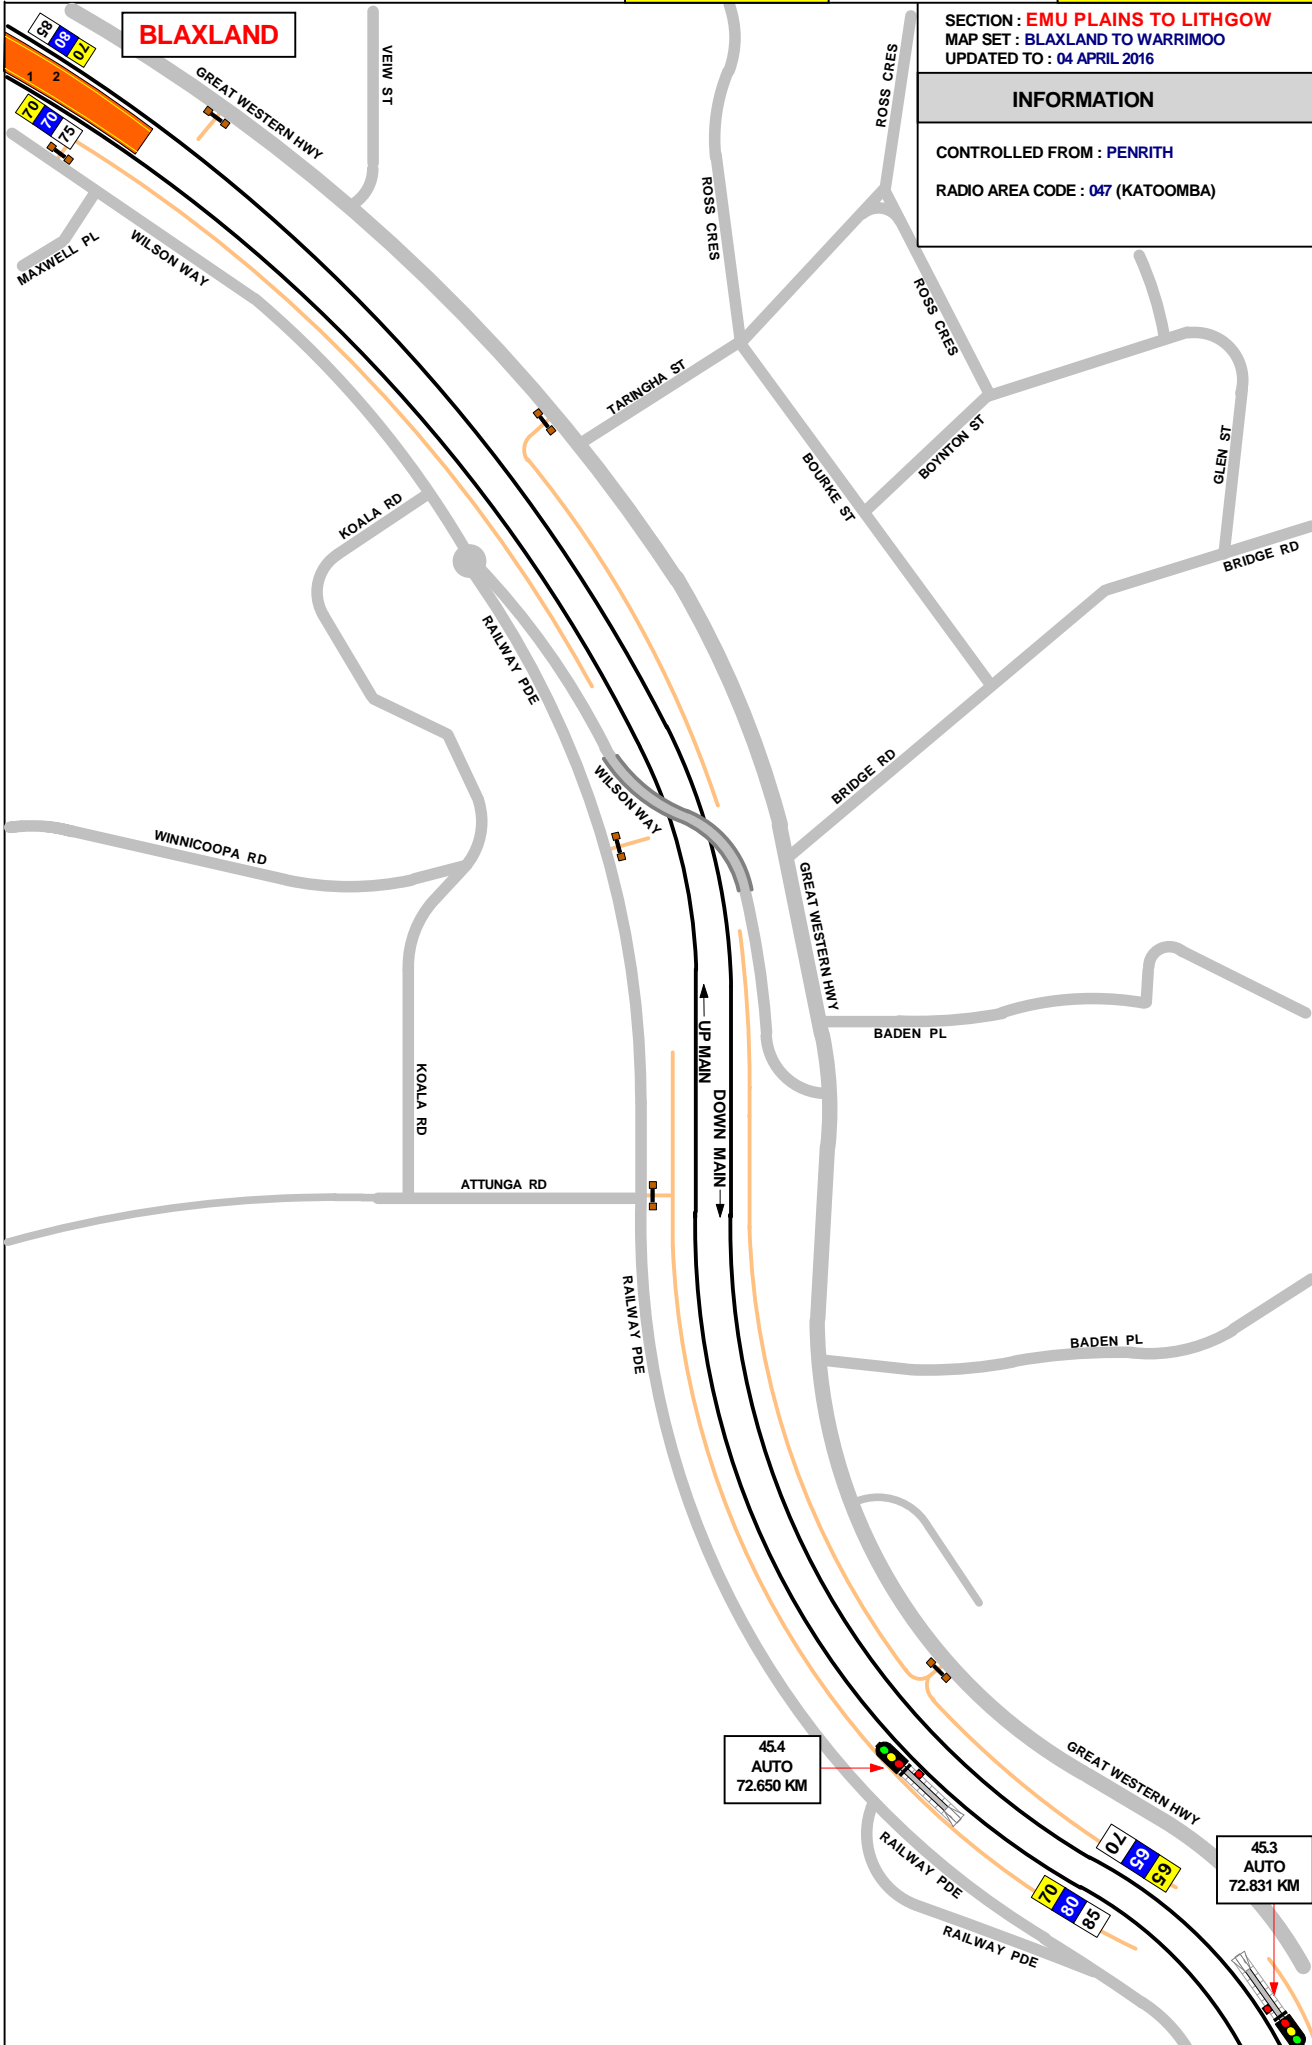 BLAXLAND
SECTION : EMU PLAINS TO LITHGOW
MAP SET : BLAXLAND TO WARRIMOO
UPDATED TO : 04 APRIL 2016
INFORMATION
CONTROLLED FROM : PENRITH
RADIO AREA CODE : 047 (KATOOMBA)
85
80
70
1 2
70
70
75
GREAT WESTERN HWY
VEIW ST
ROSS CRES
ROSS CRES
ROSS CRES
MAXWELL PL
WILSON WAY
TARINGHA ST
BOURKE ST
BOYNTON ST
GLEN ST
BRIDGE RD
KOALA RD
RAILWAY PDE
BRIDGE RD
WILSON WAY
WINNICOOPA RD
GREAT WESTERN HWY
BADEN PL
UP MAIN
DOWN MAIN
KOALA RD
ATTUNGA RD
RAILWAY PDE
BADEN PL
45.4
AUTO
72.650 KM
GREAT WESTERN HWY
70
65
65
45.3
AUTO
72.831 KM
RAILWAY PDE
70
80
85
RAILWAY PDE